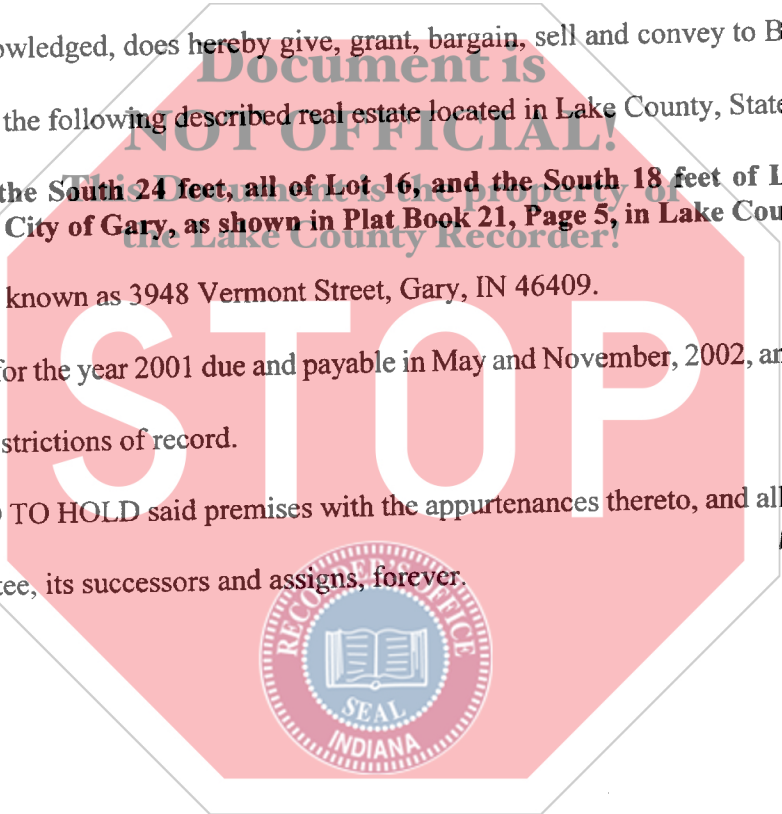 owledged, does hereby give, grant, bargain, sell and convey to B
Document is
the following described real estate located in Lake County, State
NOT OFFICIAL!
the South 24 feet, all of Lot 16, and the South 18 feet of L
This Document is the property of
City of Gary, as shown in Plat Book 21, Page 5, in Lake Cou
the Lake County Recorder!
known as 3948 Vermont Street, Gary, IN 46409.
for the year 2001 due and payable in May and November, 2002, an
STOP
strictions of record.
TO HOLD said premises with the appurtenances thereto, and all
tee, its successors and assigns, forever.
RECORDER'S OFFICE
SEAL
INDIANA